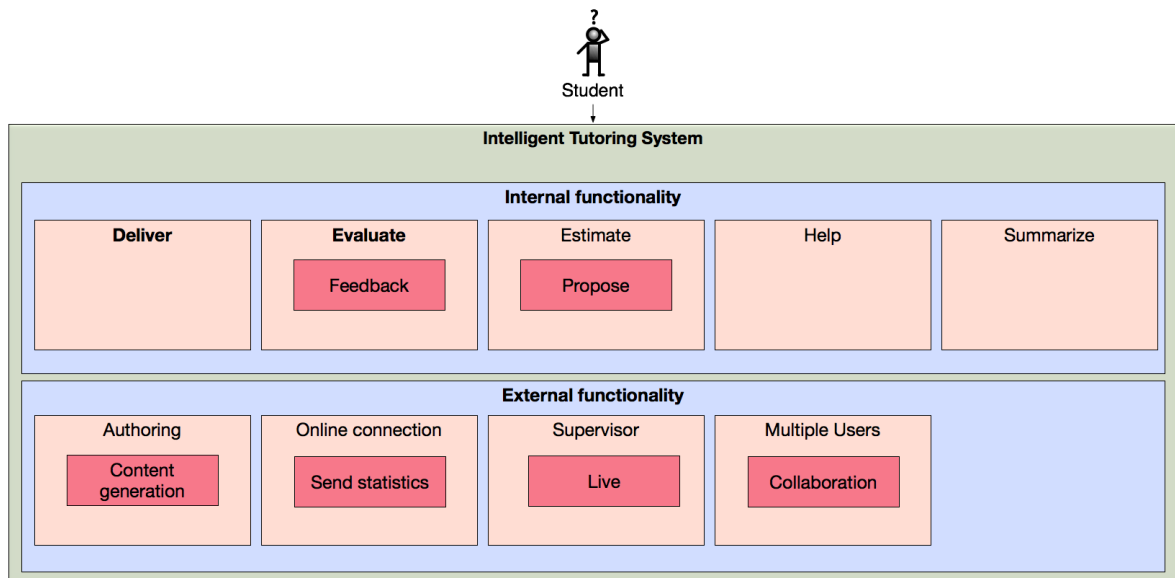 ?
Student
Intelligent Tutoring System
Internal functionality
Deliver
Evaluate
Feedback
Estimate
Propose
Help
Summarize
External functionality
Authoring
Content
generation
Online connection
Send statistics
Supervisor
Live
Multiple Users
Collaboration